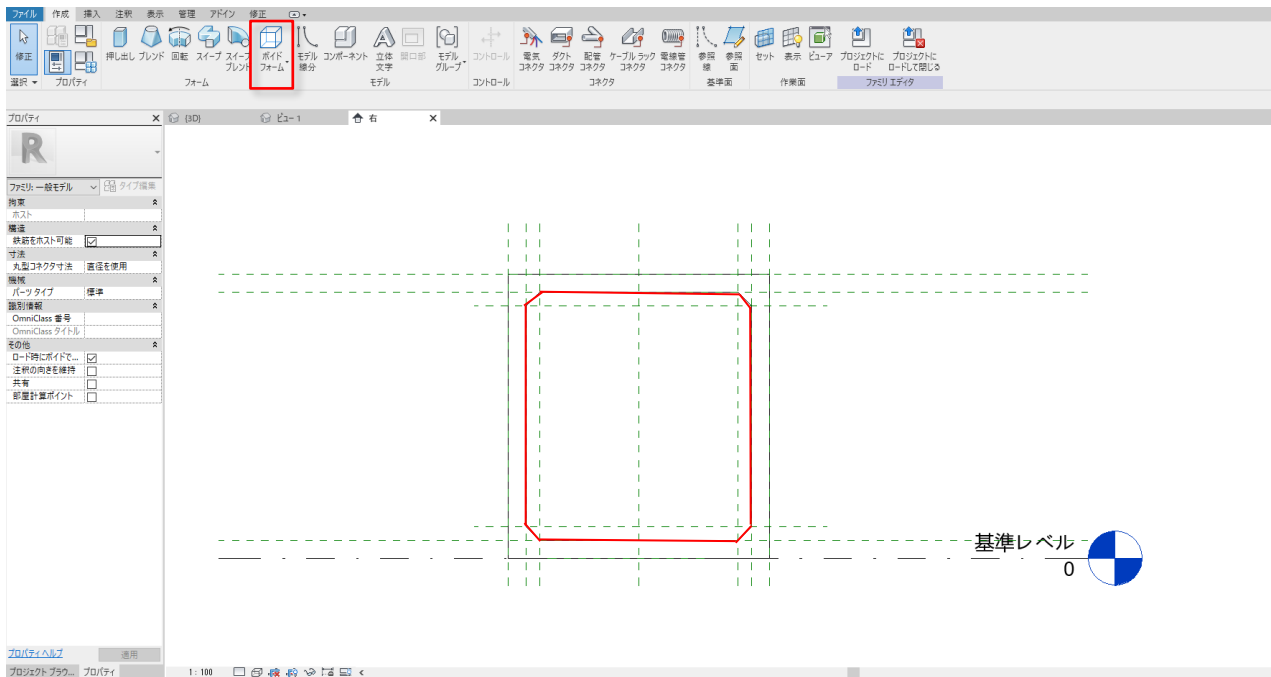 ファイル 作成 挿入 注釈 表示 管理 アドイン 修正
修正 押し出し ブレンド 回転 スイープ スイープ ブレンド ボイド フォーム モデル 線分 コンポーネント 立体 文字 開口部 モデル グループ コントロール 電気 コネクタ ダクト コネクタ 配管 コネクタ ケーブル ラック コネクタ 電線管 コネクタ 参照 線 参照 面 セット 表示 ビューア プロジェクトに ロード プロジェクトに ロードして閉じる
選択 プロパティ フォーム モデル コントロール コネクタ 基準面 作業面 ファミリ エディタ
プロパティ {3D} ビュー 1 右
R
ファミリ: 一般モデル タイプ編集
拘束
ホスト
構造
鉄筋をホスト可能
寸法
丸型コネクタ寸法 直径を使用
機械
パーツ タイプ 標準
識別情報
OmniClass 番号
OmniClass タイトル
その他
ロード時にボイドで...
注釈の向きを維持
共有
部屋計算ポイント
基準レベル
0
プロパティ ヘルプ 適用
プロジェクト ブラウ... プロパティ 1 : 100